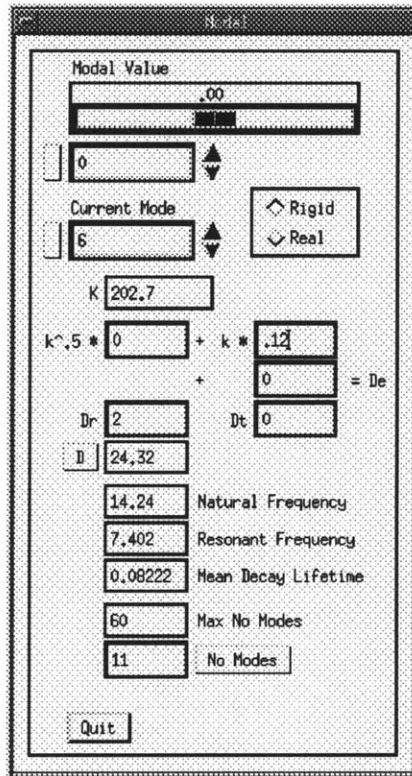 Modal
Modal Value
.00
0
Current Mode
6
Rigid
Real
K 202.7
k^.5 * 0 + k * .12
+ 0 = De
Dr 2 Dt 0
D 24.32
14.24 Natural Frequency
7.402 Resonant Frequency
0.08222 Mean Decay Lifetime
60 Max No Modes
11 No Modes
Quit